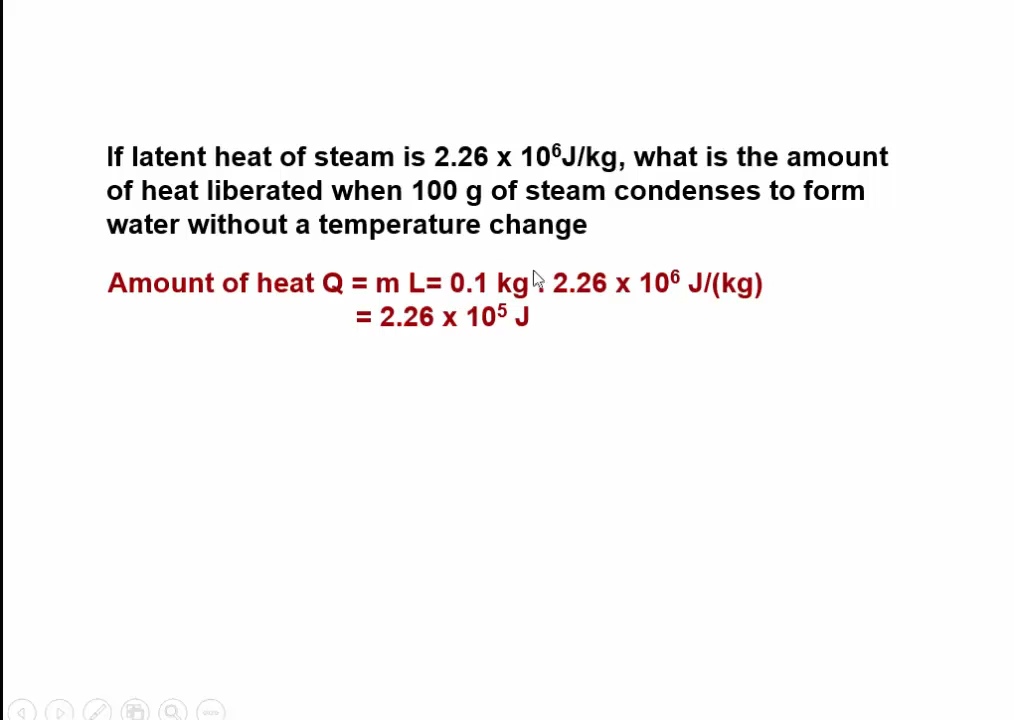 If latent heat of steam is 2.26 x 10⁶J/kg, what is the amount
of heat liberated when 100 g of steam condenses to form
water without a temperature change
Amount of heat Q = m L= 0.1 kg . 2.26 x 10⁶ J/(kg)
= 2.26 x 10⁵ J